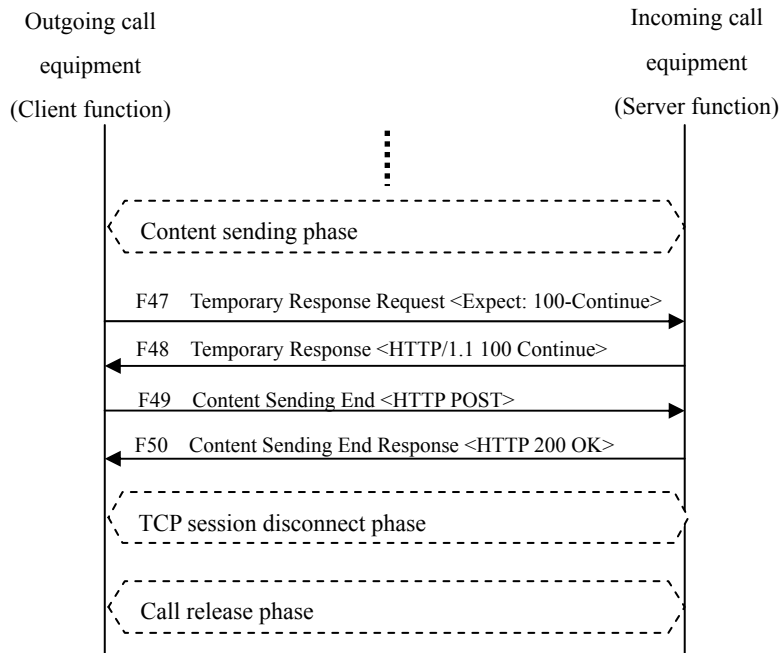 Outgoing call
equipment
(Client function)
Incoming call
equipment
(Server function)
Content sending phase
F47 Temporary Response Request <Expect: 100-Continue>
F48 Temporary Response <HTTP/1.1 100 Continue>
F49 Content Sending End <HTTP POST>
F50 Content Sending End Response <HTTP 200 OK>
TCP session disconnect phase
Call release phase